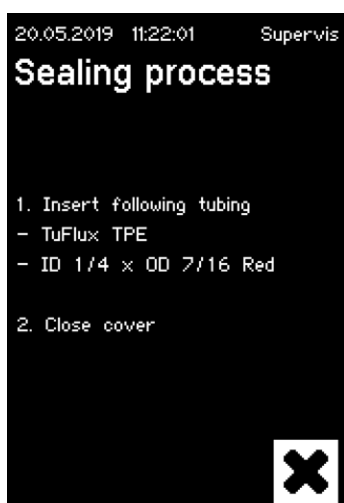 20.05.2019 11:22:01 Supervis
Sealing process
1. Insert following tubing
- TuFlux TPE
- ID 1/4 x OD 7/16 Red
2. Close cover